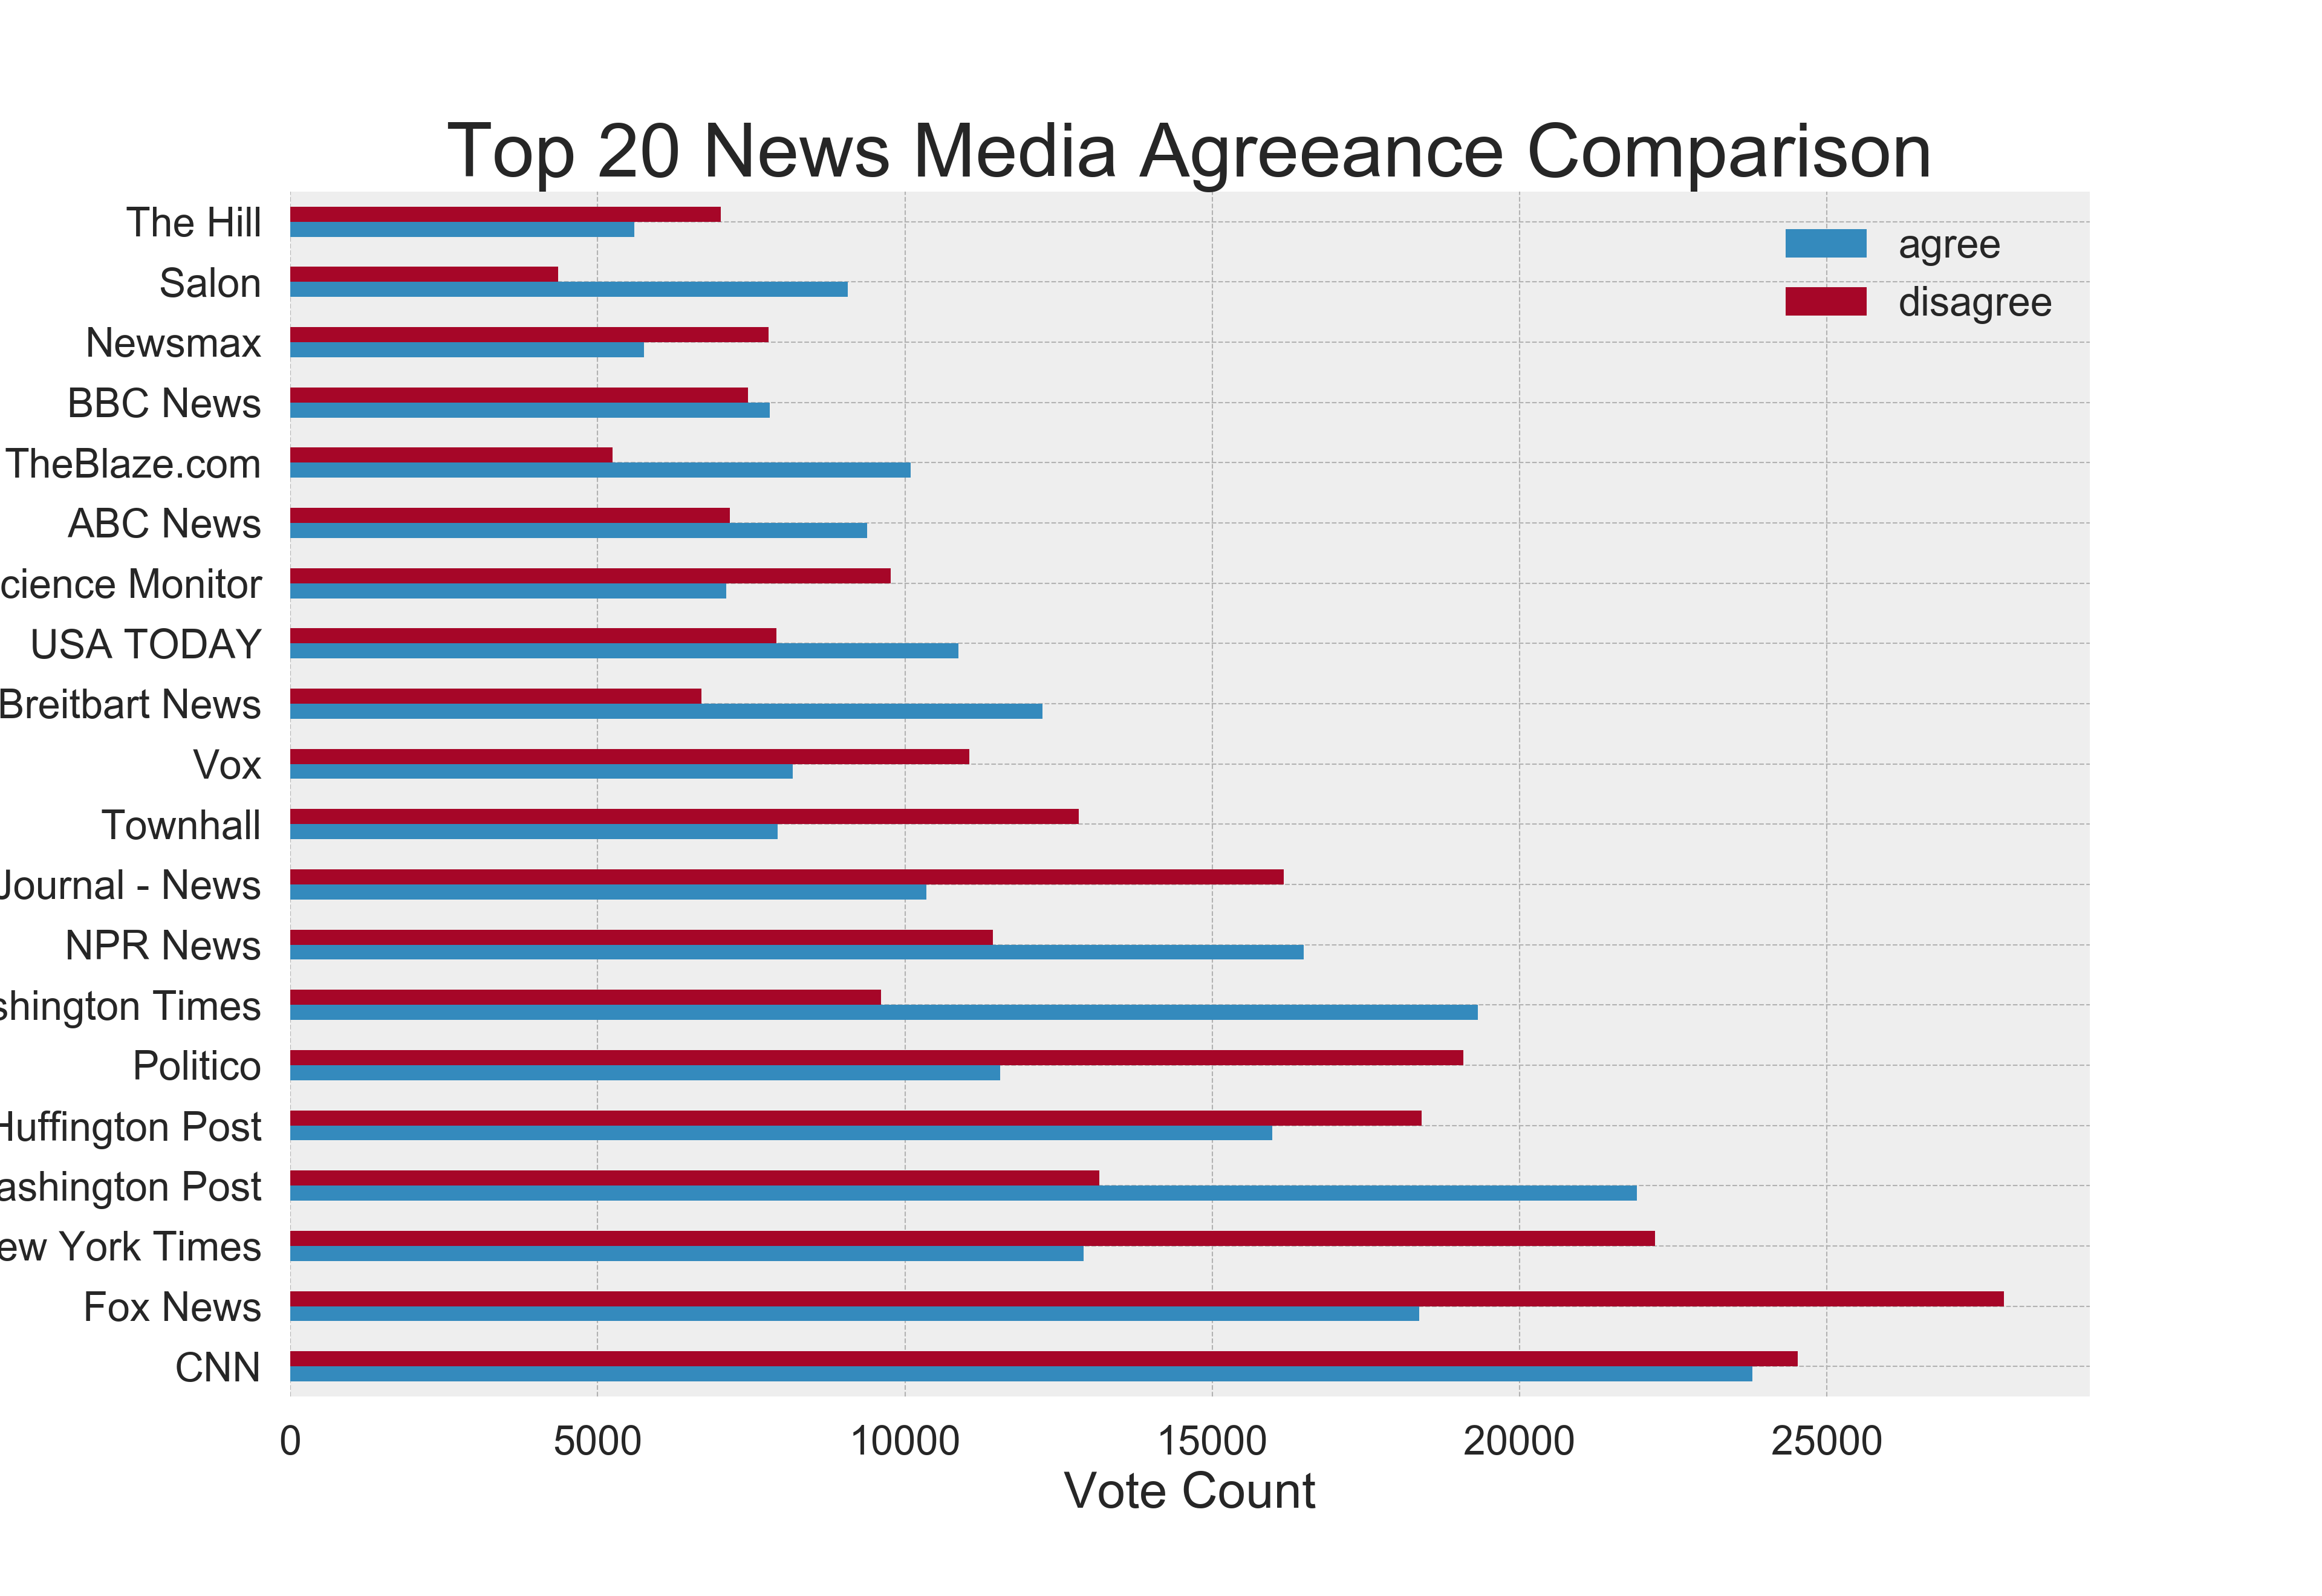 Top 20 News Media Agreeance Comparison
agree
disagree
The Hill
Salon
Newsmax
BBC News
TheBlaze.com
ABC News
cience Monitor
USA TODAY
Breitbart News
Vox
Townhall
Journal - News
NPR News
shington Times
Politico
Huffington Post
ashington Post
ew York Times
Fox News
CNN
0 5000 10000 15000 20000 25000
Vote Count